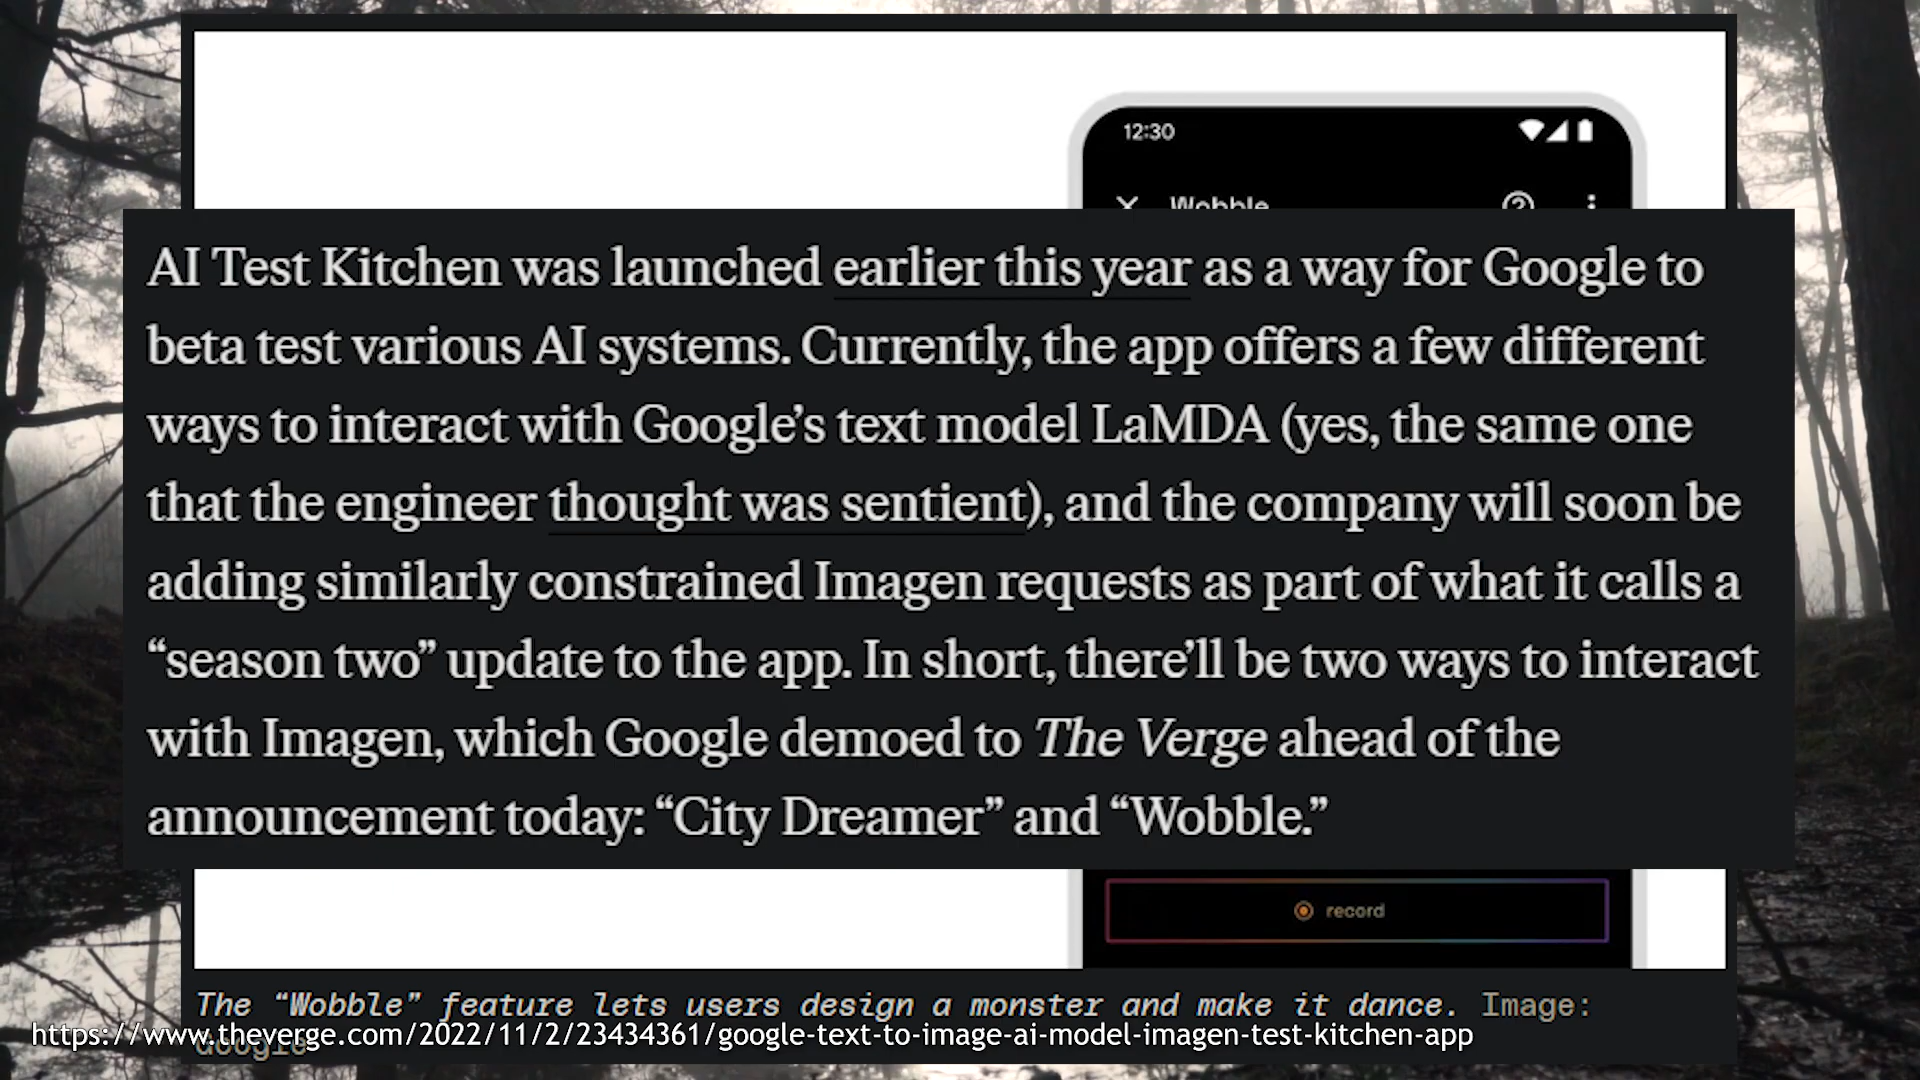 12:30
Wobble
AI Test Kitchen was launched earlier this year as a way for Google to
beta test various AI systems. Currently, the app offers a few different
ways to interact with Google’s text model LaMDA (yes, the same one
that the engineer thought was sentient), and the company will soon be
adding similarly constrained Imagen requests as part of what it calls a
“season two” update to the app. In short, there’ll be two ways to interact
with Imagen, which Google demoed to The Verge ahead of the
announcement today: “City Dreamer” and “Wobble.”
record
The “Wobble” feature lets users design a monster and make it dance. Image:
Google
https://www.theverge.com/2022/11/2/23434361/google-text-to-image-ai-model-imagen-test-kitchen-app